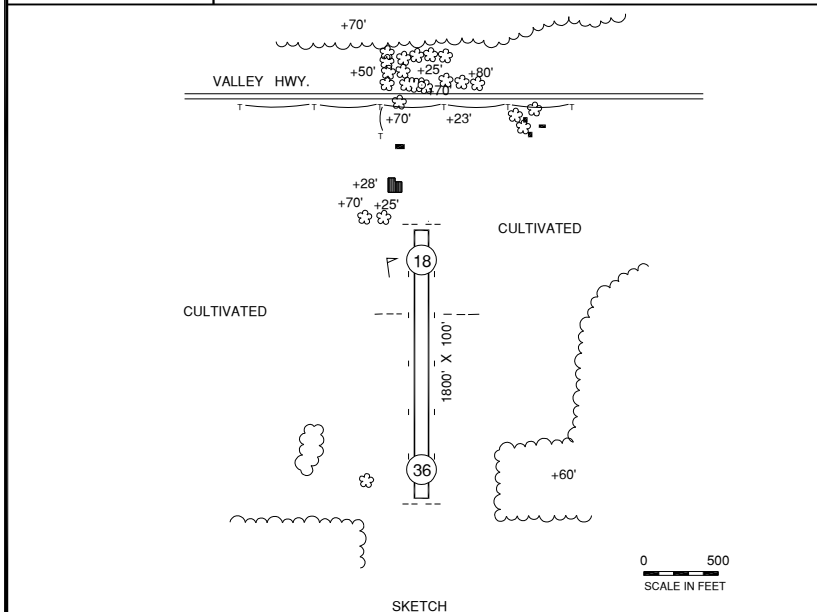 +70'
+50' +25' +80'
+70'
VALLEY HWY.
T T T T T T
+70' +23'
T
+28'
+70' +25'
CULTIVATED
18
CULTIVATED
1800' X 100'
36
+60'
0 500
SCALE IN FEET
SKETCH